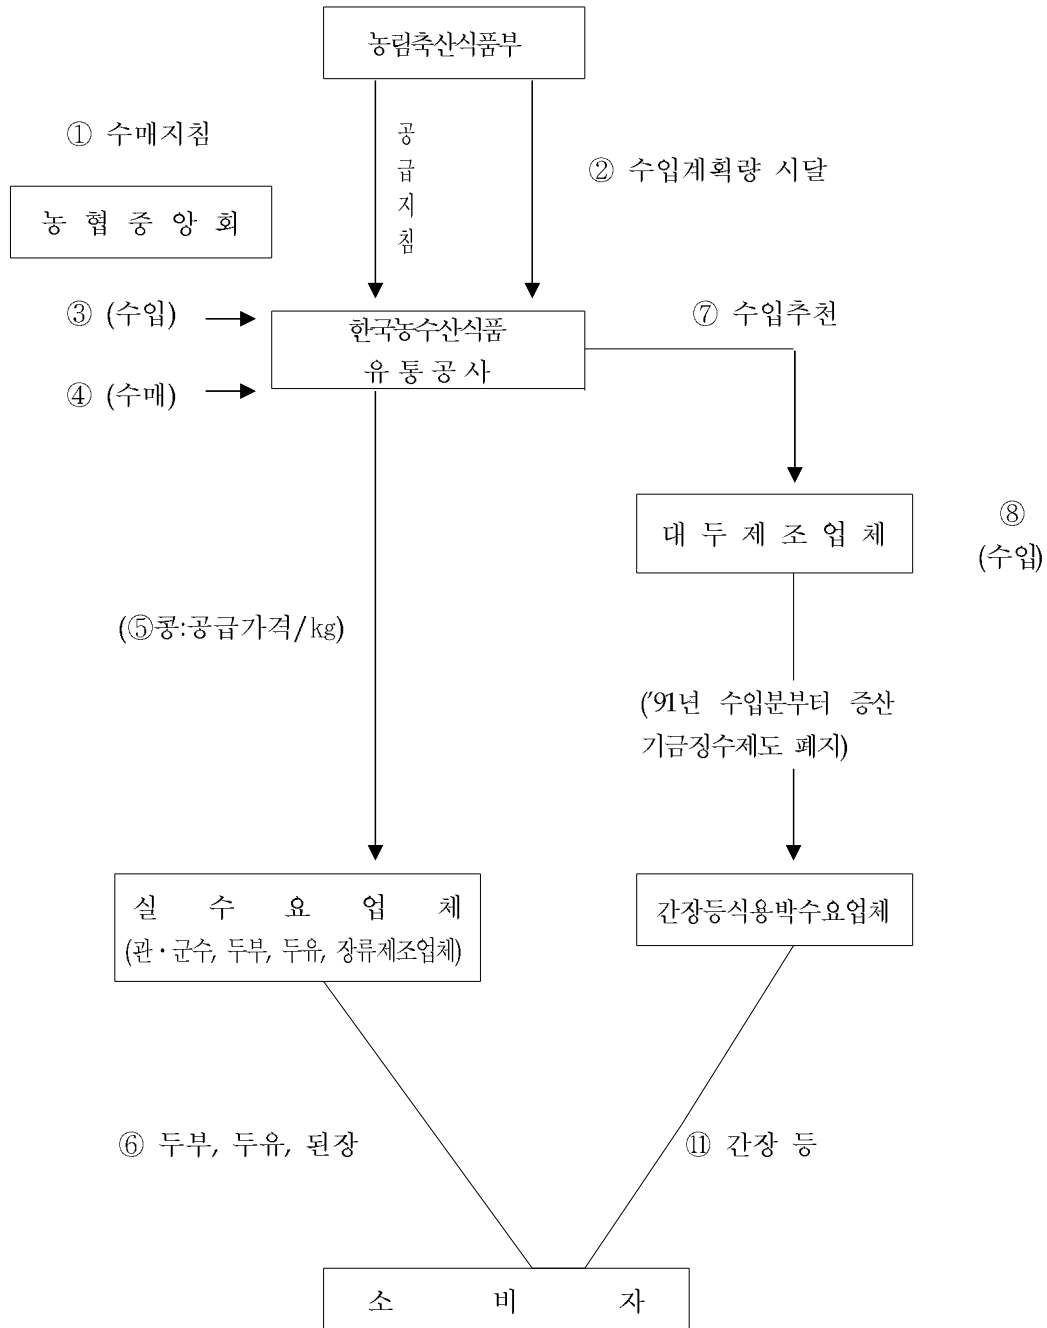 농림축산식품부
① 수매지침
공급지침
② 수입계획량 시달
농 협 중 앙 회
③ (수입)
한국농수산식품
유 통 공 사
⑦ 수입추천
④ (수매)
대 두 제 조 업 체
⑧
(수입)
(⑤콩:공급가격/㎏)
('91년 수입분부터 증산
기금징수제도 폐지)
실 수 요 업 체
(관·군수, 두부, 두유, 장류제조업체)
간장등식용박수요업체
⑥ 두부, 두유, 된장
⑪ 간장 등
소 비 자